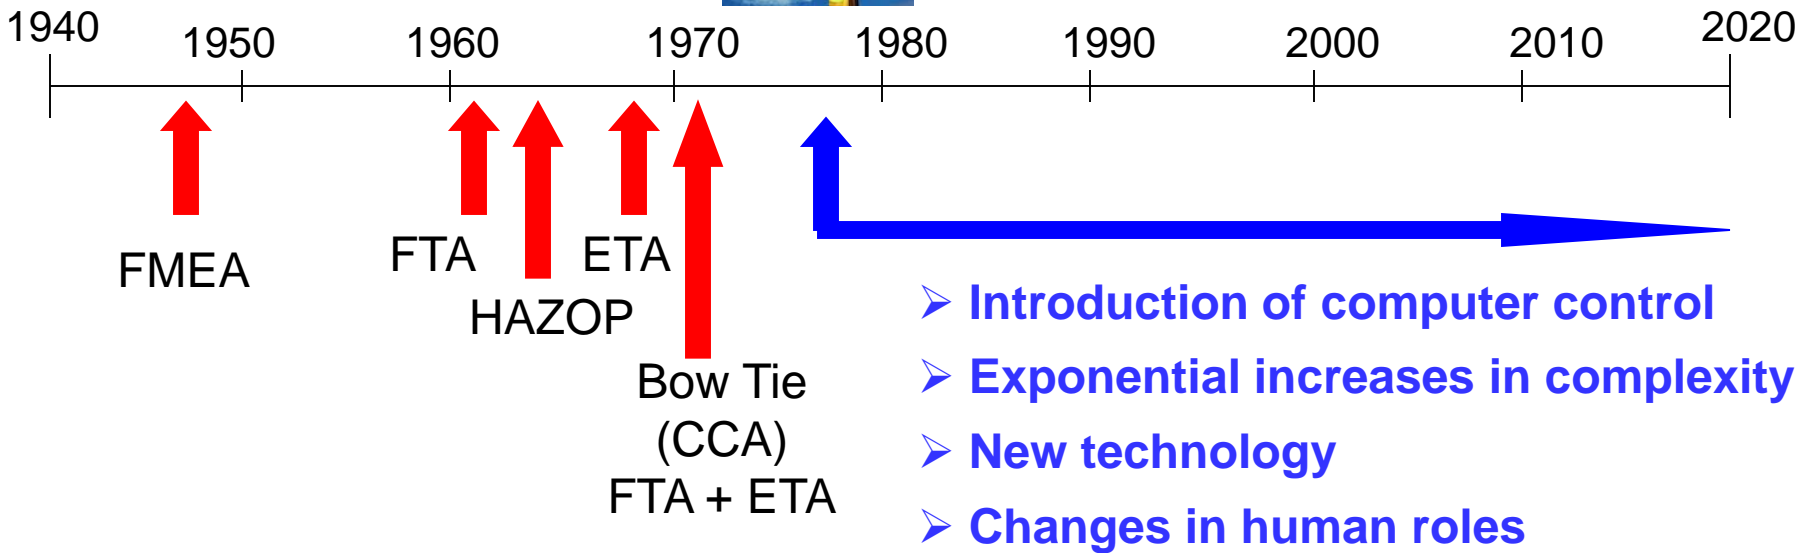 1940 1950 1960 1970 1980 1990 2000 2010 2020
FMEA
FTA
HAZOP
ETA
Bow Tie
(CCA)
FTA + ETA
➢ Introduction of computer control
➢ Exponential increases in complexity
➢ New technology
➢ Changes in human roles